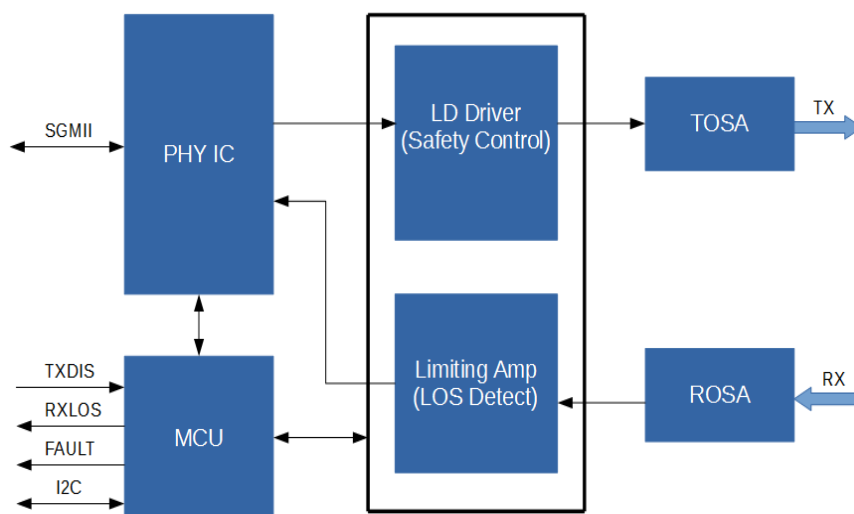 SGMII
PHY IC
LD Driver
(Safety Control)
TOSA
TX
TXDIS
RXLOS
FAULT
I2C
MCU
Limiting Amp
(LOS Detect)
ROSA
RX